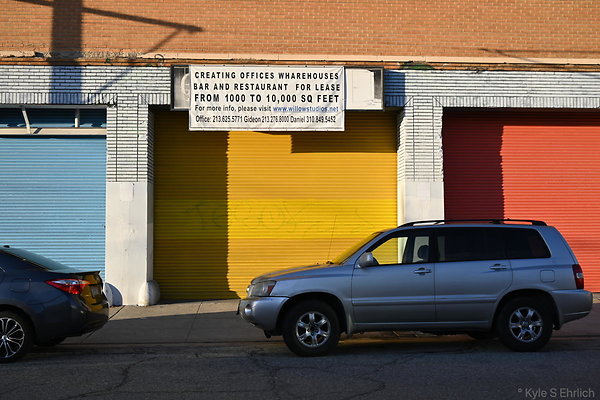 CREATING OFFICES WHAREHOUSES
BAR AND RESTAURANT FOR LEASE
FROM 1000 TO 10,000 SQ FEET
For more info, please visit www.willowstudios.net
Office: 213.625.5771 Gideon 213.276.8000 Daniel 310.849.5452
° Kyle S Ehrlich